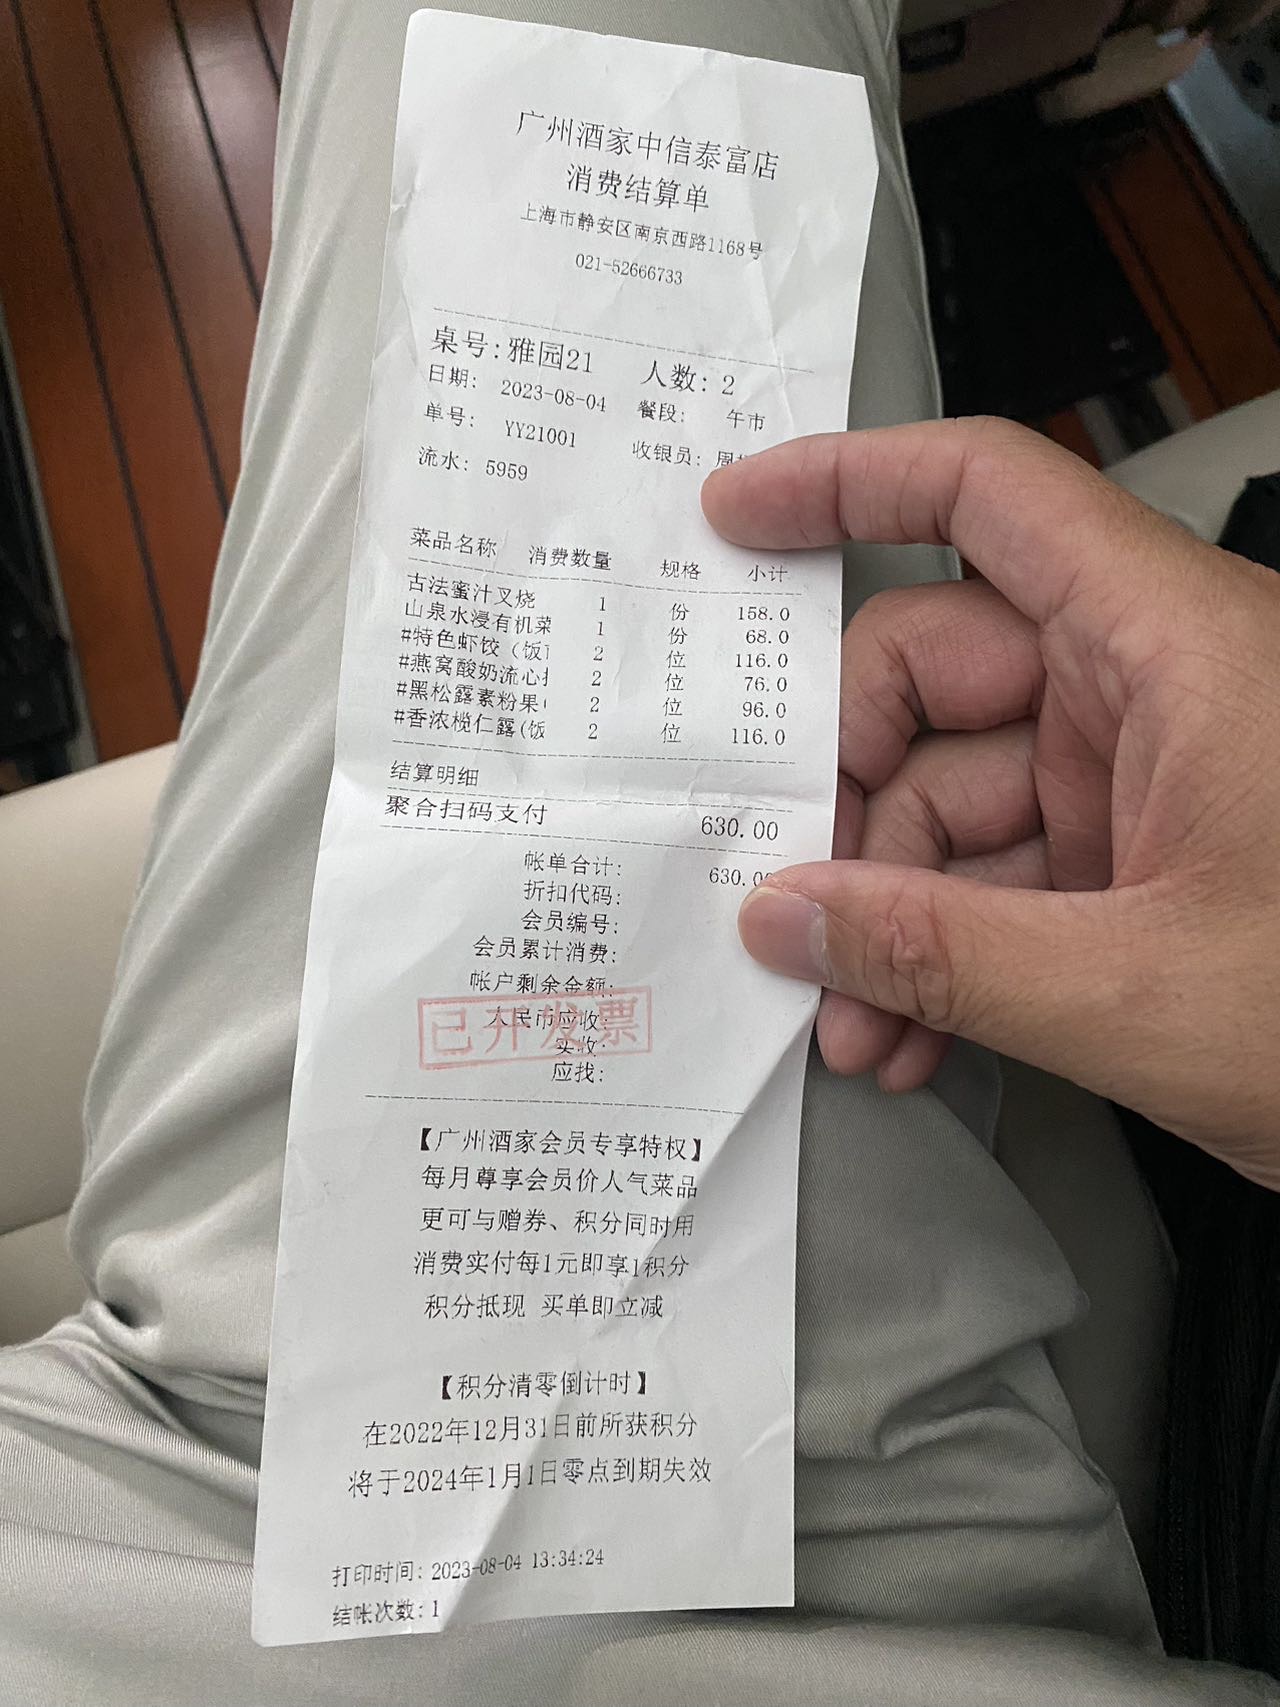 广州酒家中信泰富店
消费结算单
上海市静安区南京西路1168号
021-52666733
桌号:雅园21 人数: 2
日期: 2023-08-04 餐段: 午市
单号: YY21001 收银员: 周
流水: 5959
菜品名称 消费数量 规格 小计
古法蜜汁叉烧 1 份 158.0
山泉水浸有机菜 1 份 68.0
#特色虾饺（饭 2 位 116.0
#燕窝酸奶流心 2 位 76.0
#黑松露素粉果( 2 位 96.0
#香浓榄仁露(饭 2 位 116.0
结算明细
聚合扫码支付 630.00
帐单合计: 630.0
折扣代码:
会员编号:
会员累计消费:
帐户剩余金额:
人民币应收:
已开发票
实收:
应找:
【广州酒家会员专享特权】
每月尊享会员价人气菜品
更可与赠券、积分同时用
消费实付每1元即享1积分
积分抵现 买单即立减
【积分清零倒计时】
在2022年12月31日前所获积分
将于2024年1月1日零点到期失效
打印时间: 2023-08-04 13:34:24
结帐次数: 1